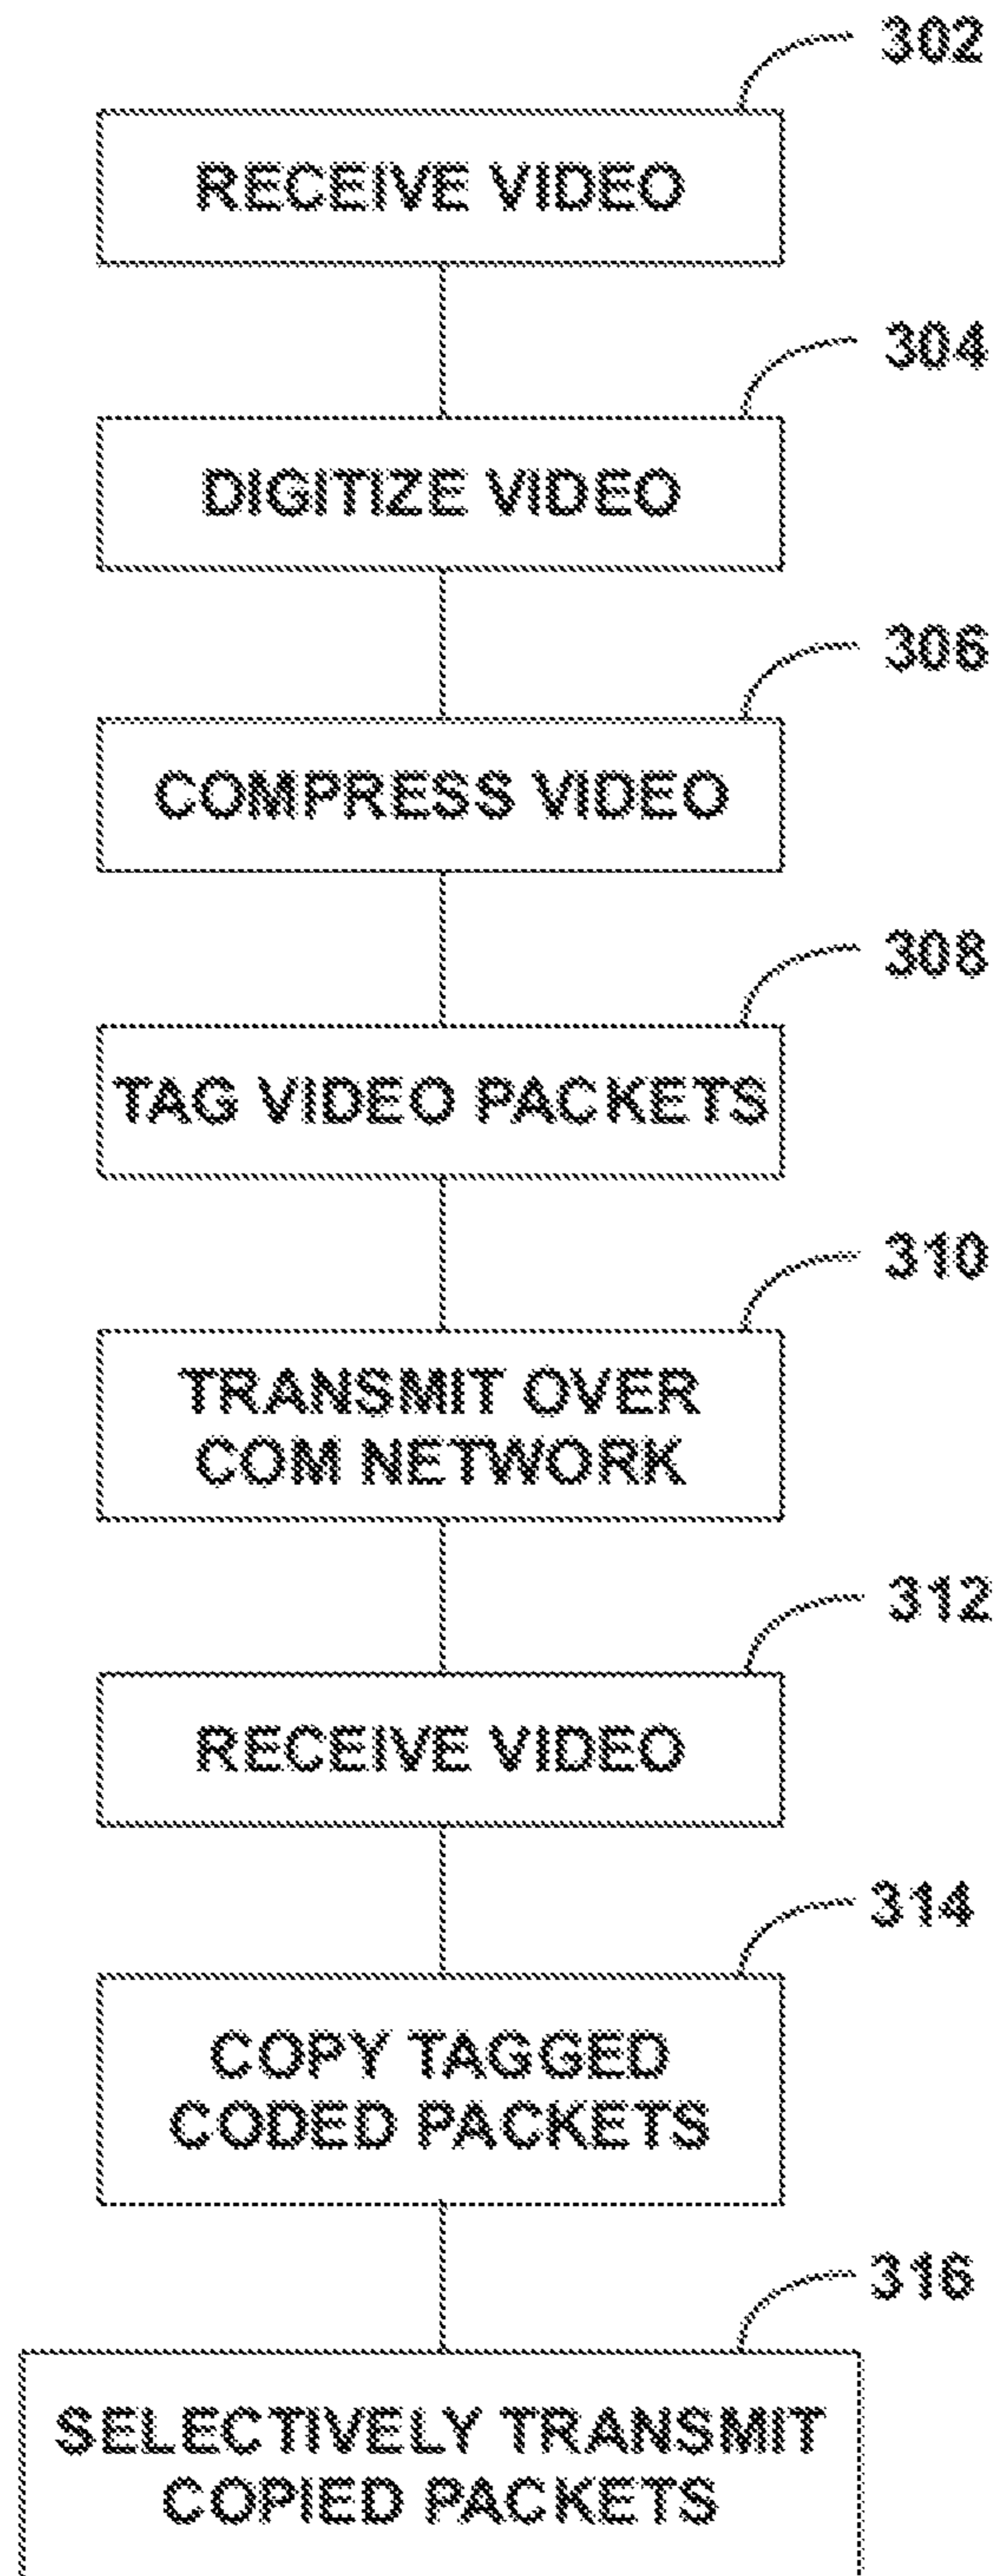 302
RECEIVE VIDEO
304
DIGITIZE VIDEO
306
COMPRESS VIDEO
308
TAG VIDEO PACKETS
310
TRANSMIT OVER
COM NETWORK
312
RECEIVE VIDEO
314
COPY TAGGED
CODED PACKETS
316
SELECTIVELY TRANSMIT
COPIED PACKETS